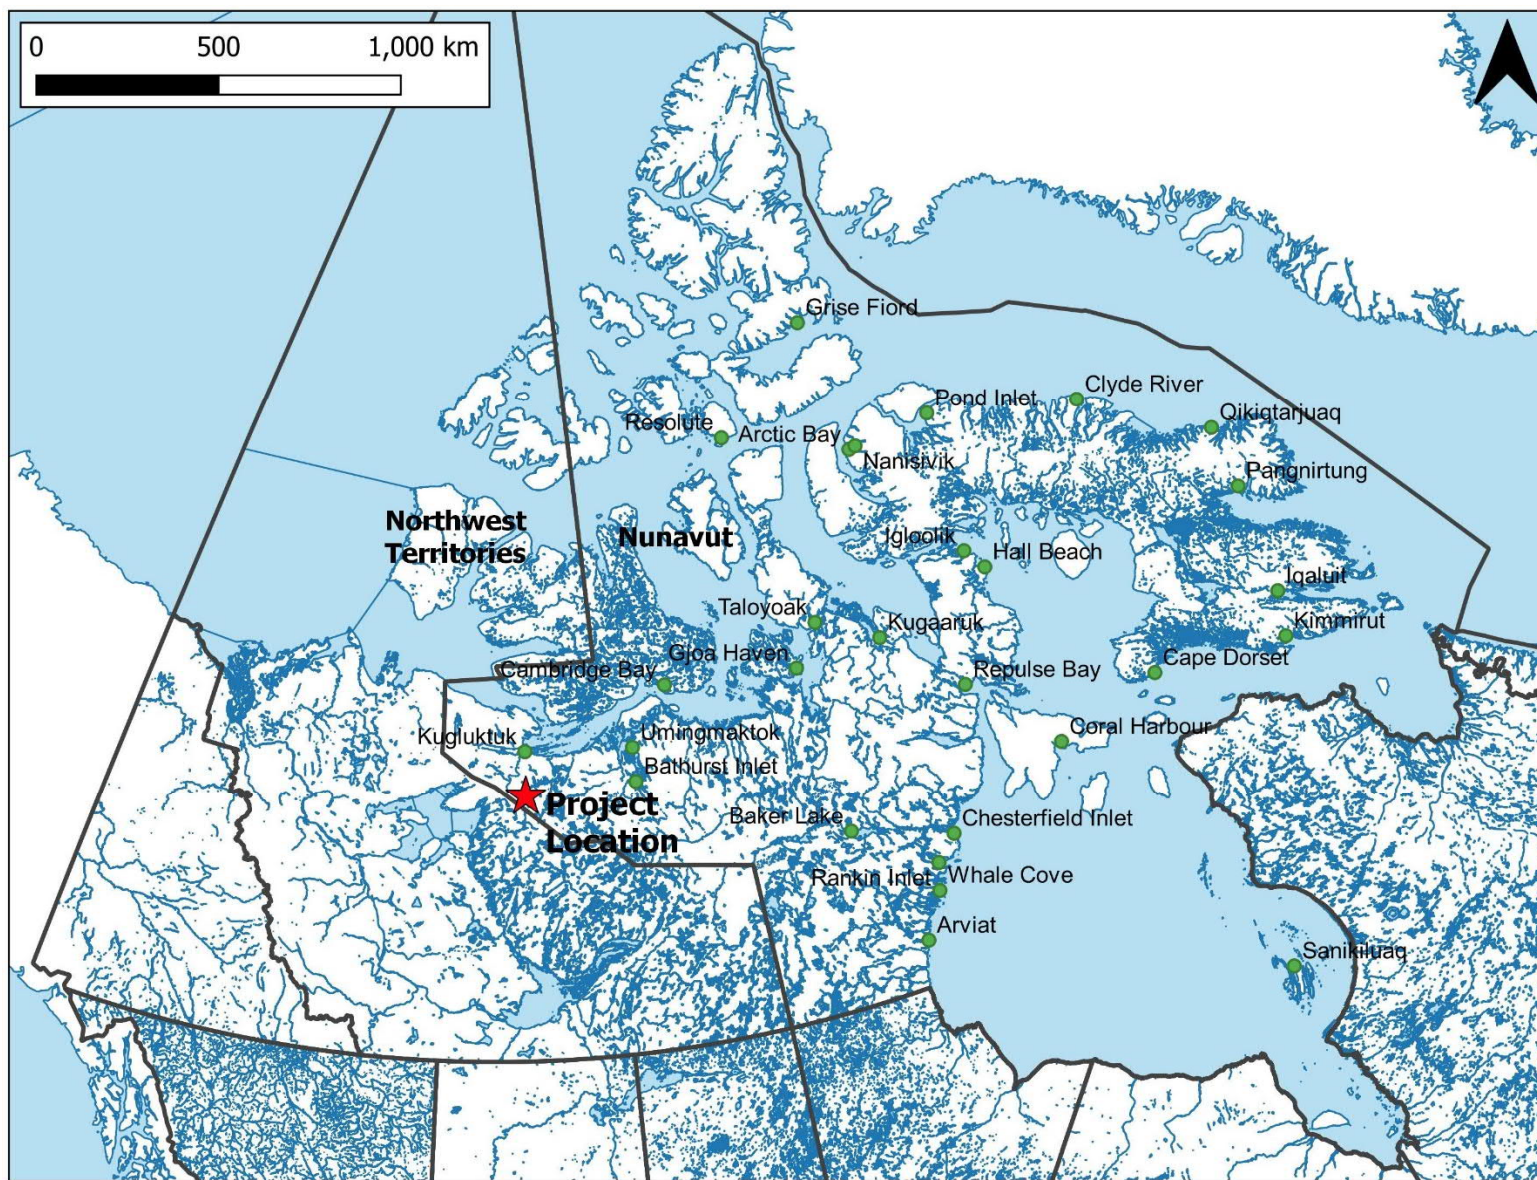 0 500 1,000 km
Grise Fiord
Clyde River
Pond Inlet
Qikiqtarjuaq
Resolute
Arctic Bay
Nanisivik
Pangnirtung
Northwest
Territories
Nunavut
Igloolik
Hall Beach
Iqaluit
Taloyoak
Kugaaruk
Kimmirut
Gjoa Haven
Cape Dorset
Cambridge Bay
Repulse Bay
Kugluktuk
Umingmaktok
Coral Harbour
Bathurst Inlet
Project
Location
Baker Lake
Chesterfield Inlet
Rankin Inlet
Whale Cove
Arviat
Sanikiluaq